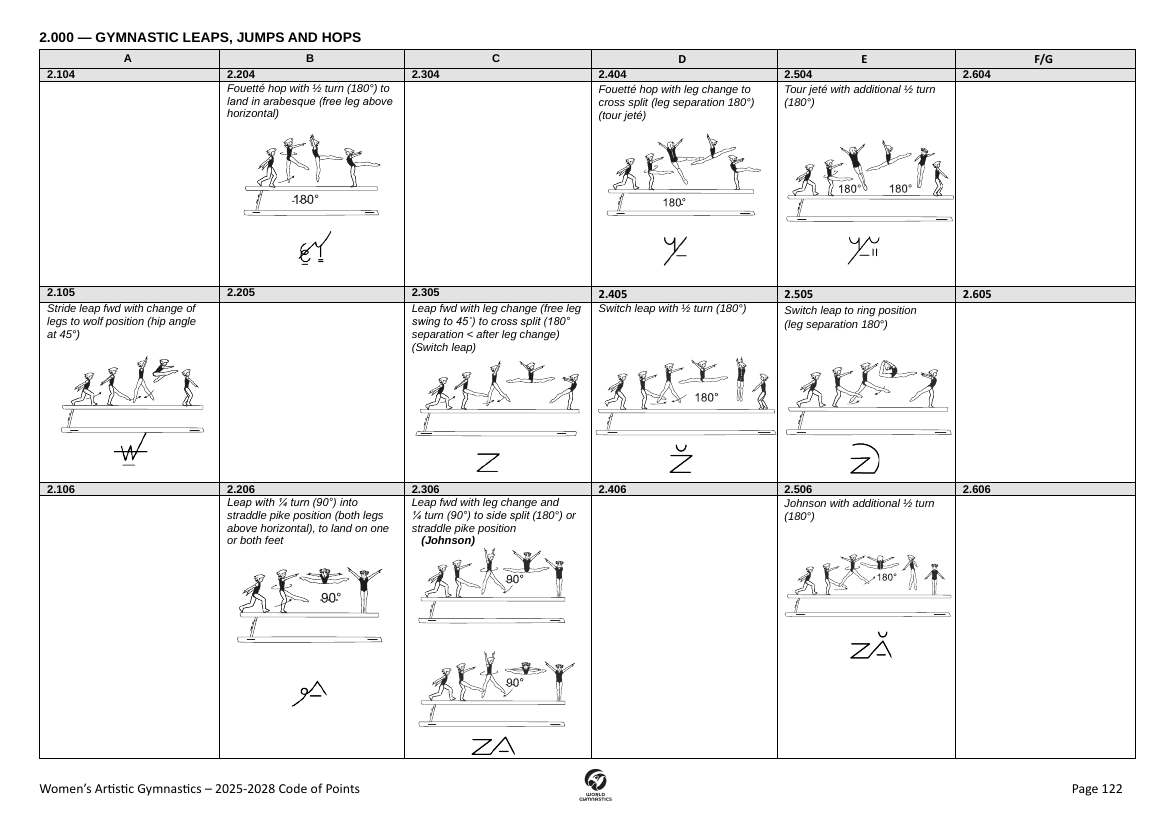 2.000 — GYMNASTIC LEAPS, JUMPS AND HOPS
A B C D E F/G
2.104 2.204 2.304 2.404 2.504 2.604
Fouetté hop with ½ turn (180°) to
land in arabesque (free leg above
horizontal)
180°
Fouetté hop with leg change to
cross split (leg separation 180°)
(tour jeté)
180°
Tour jeté with additional ½ turn
(180°)
180° 180°
2.105 2.205 2.305 2.405 2.505 2.605
Stride leap fwd with change of
legs to wolf position (hip angle
at 45°)
Leap fwd with leg change (free leg
swing to 45°) to cross split (180°
separation < after leg change)
(Switch leap)
Switch leap with ½ turn (180°)
180°
Switch leap to ring position
(leg separation 180°)
2.106 2.206 2.306 2.406 2.506 2.606
Leap with ¼ turn (90°) into
straddle pike position (both legs
above horizontal), to land on one
or both feet
90°
Leap fwd with leg change and
¼ turn (90°) to side split (180°) or
straddle pike position
(Johnson)
90°
90°
Johnson with additional ½ turn
(180°)
180°
Women's Artistic Gymnastics – 2025-2028 Code of Points
WORLD
GYMNASTICS
Page 122